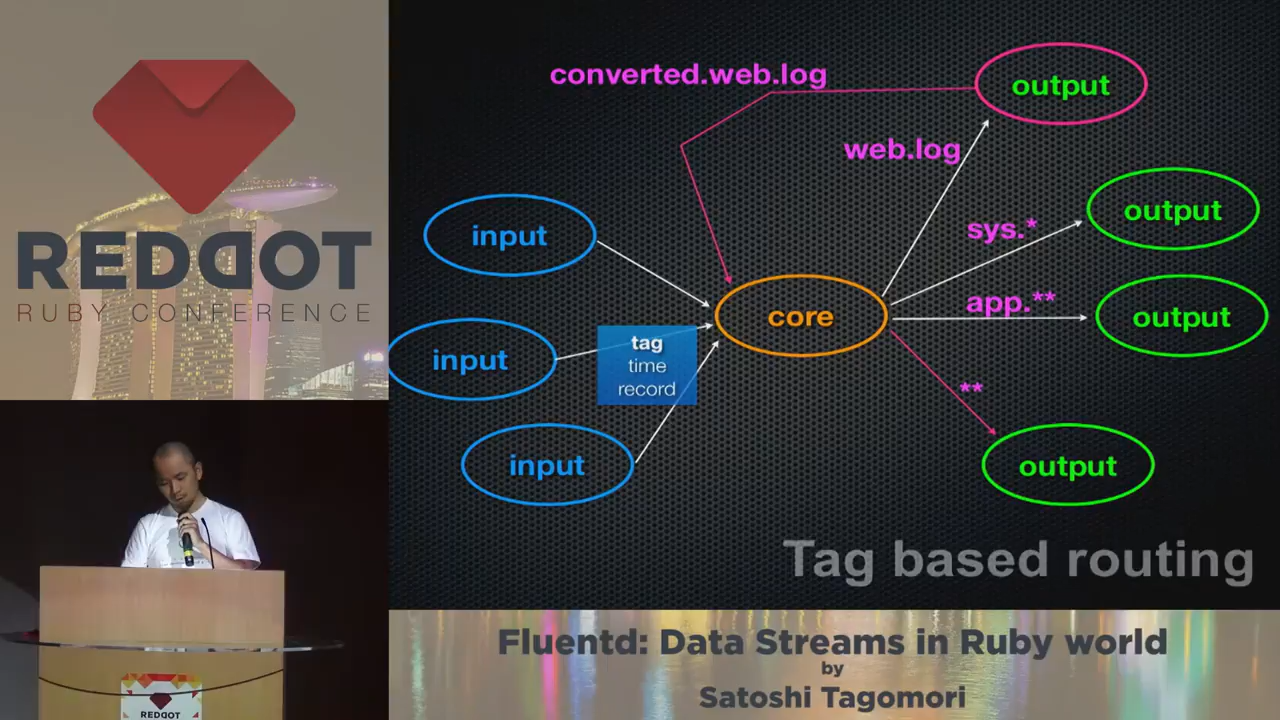 REDDOT
RUBY CONFERENCE
converted.web.log
output
web.log
input
sys.*
output
core
app.**
output
input
tag
time
record
**
input
output
Tag based routing
Fluentd: Data Streams in Ruby world
by
Satoshi Tagomori
REDDOT